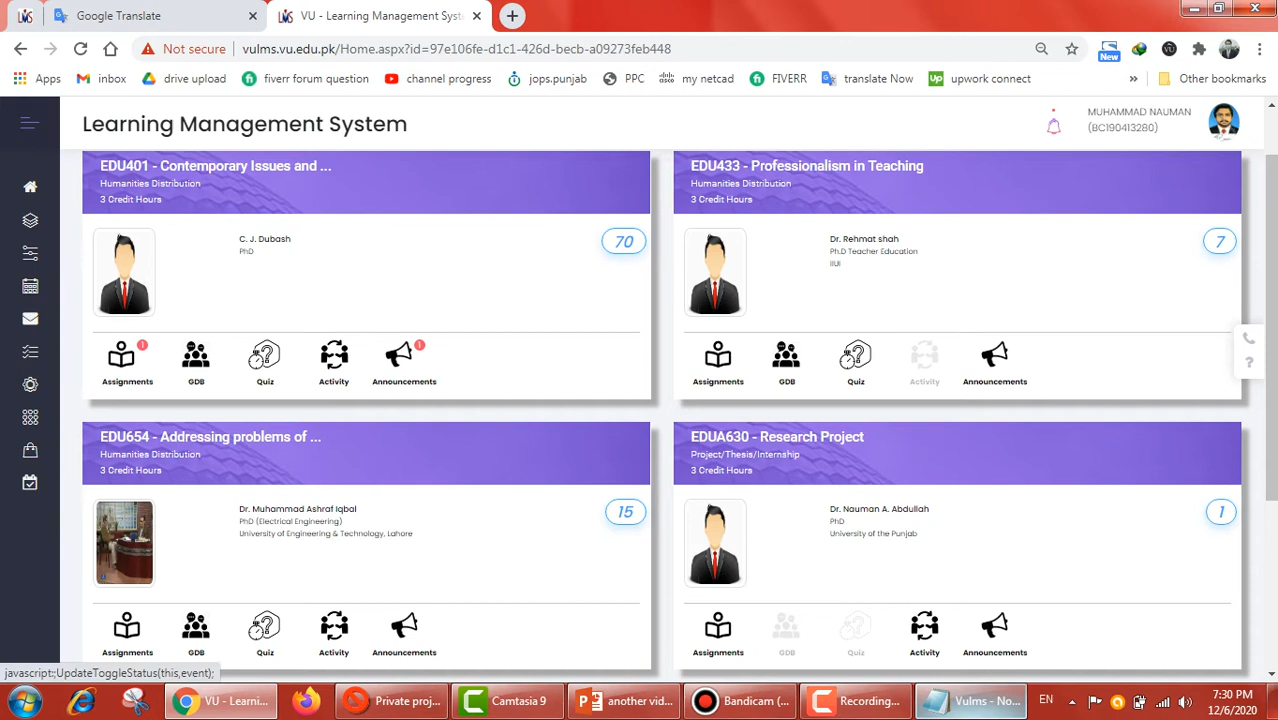 Google Translate
VU - Learning Management Syst
Not secure
vulms.vu.edu.pk/Home.aspx?id=97e106fe-d1c1-426d-becb-a09273feb448
New
Apps
inbox
drive upload
fiverr forum question
channel progress
jops.punjab
PPC
my netad
FIVERR
translate Now
upwork connect
»
Other bookmarks
Learning Management System
MUHAMMAD NAUMAN
(BC190413280)
EDU401 - Contemporary Issues and ...
Humanities Distribution
3 Credit Hours
C. J. Dubash
PhD
70
1
1
Assignments
GDB
Quiz
Activity
Announcements
EDU433 - Professionalism in Teaching
Humanities Distribution
3 Credit Hours
Dr. Rehmat shah
Ph.D Teacher Education
IIUI
7
Assignments
GDB
Quiz
Activity
Announcements
EDU654 - Addressing problems of ...
Humanities Distribution
3 Credit Hours
Dr. Muhammad Ashraf Iqbal
PhD (Electrical Engineering)
University of Engineering & Technology, Lahore
15
Assignments
GDB
Quiz
Activity
Announcements
EDUA630 - Research Project
Project/Thesis/Internship
3 Credit Hours
Dr. Nauman A. Abdullah
PhD
University of the Punjab
1
Assignments
GDB
Quiz
Activity
Announcements
javascript:;UpdateToggleStatus(this,event);
VU - Learni...
Private proj...
Camtasia 9
another vid...
Bandicam (...
Recording...
Vulms - No...
EN
7:30 PM
12/6/2020